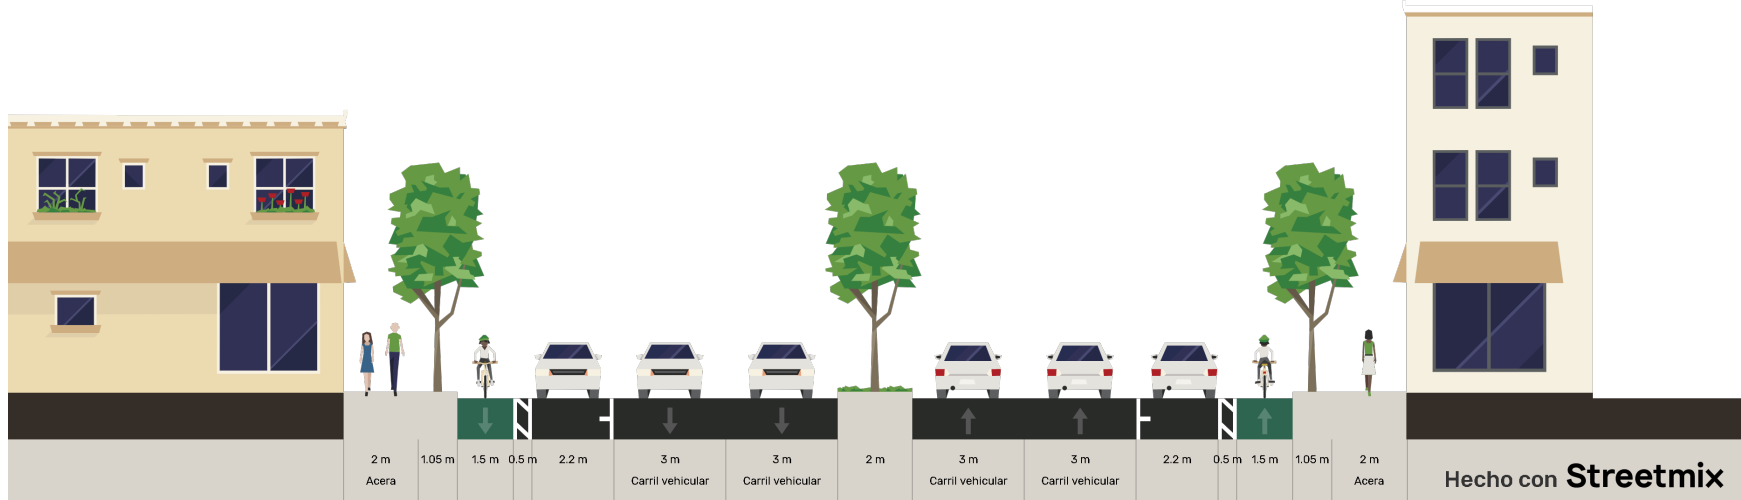 2 m 1.05 m 1.5 m 0.5 m 2.2 m 3 m 3 m 2 m 3 m 3 m 2.2 m 0.5 m 1.5 m 1.05 m 2 m
Acera Carril vehicular Carril vehicular Carril vehicular Carril vehicular Acera
Hecho con Streetmix